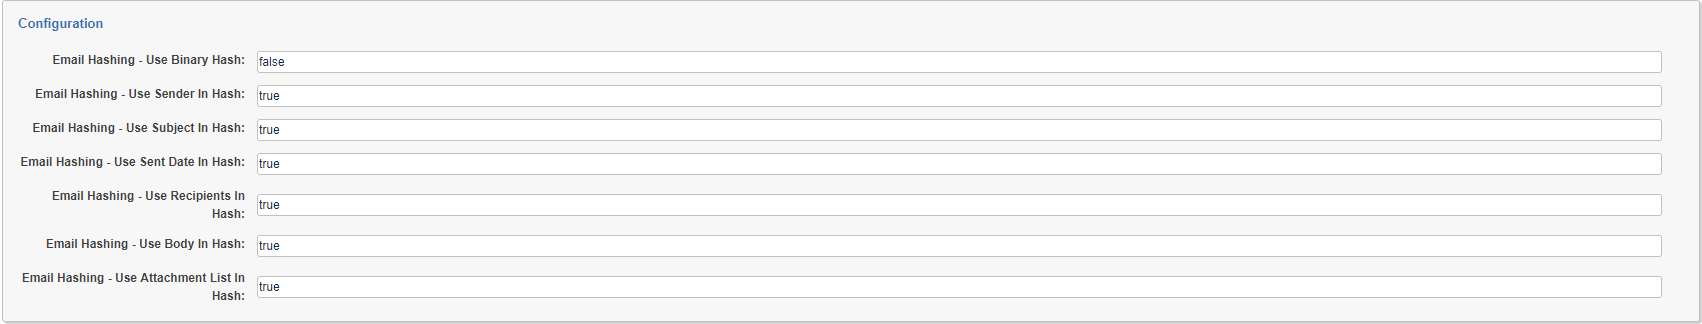 Configuration
Email Hashing - Use Binary Hash: false
Email Hashing - Use Sender In Hash: true
Email Hashing - Use Subject In Hash: true
Email Hashing - Use Sent Date In Hash: true
Email Hashing - Use Recipients In
Hash: true
Email Hashing - Use Body In Hash: true
Email Hashing - Use Attachment List In
Hash: true